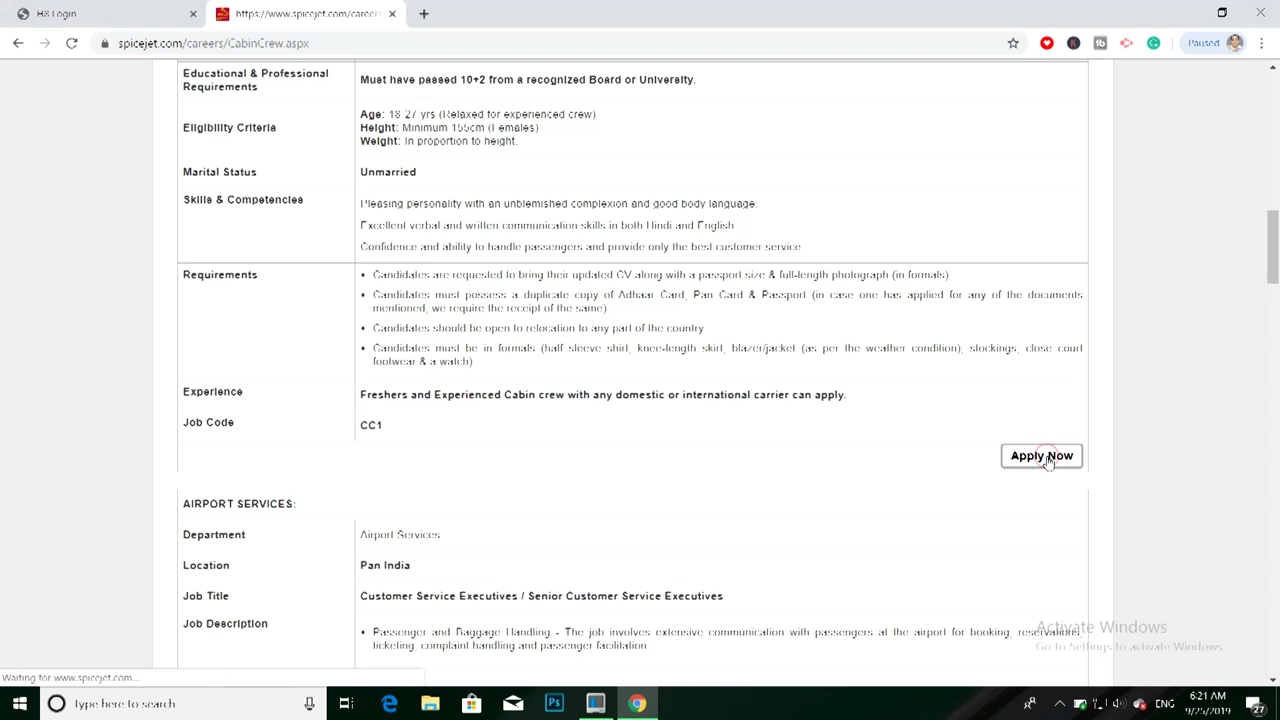 H8 Login
https://www.spicejet.com/career
spicejet.com/careers/CabinCrew.aspx
Paused
Educational & Professional Requirements
Must have passed 10+2 from a recognized Board or University.
Eligibility Criteria
Age: 18-27 yrs (Relaxed for experienced crew)
Height: Minimum 155cm (Females)
Weight: In proportion to height.
Marital Status
Unmarried
Skills & Competencies
Pleasing personality with an unblemished complexion and good body language.
Excellent verbal and written communication skills in both Hindi and English
Confidence and ability to handle passengers and provide only the best customer service
Requirements
• Candidates are requested to bring their updated CV along with a passport size & full-length photograph (in formals)
• Candidates must possess a duplicate copy of Adhaar Card, Pan Card & Passport (in case one has applied for any of the documents
mentioned, we require the receipt of the same)
• Candidates should be open to relocation to any part of the country
• Candidates must be in formals (half sleeve shirt, knee-length skirt, blazer/jacket (as per the weather condition), stockings, close court
footwear & a watch)
Experience
Freshers and Experienced Cabin crew with any domestic or international carrier can apply.
Job Code
CC1
Apply Now
AIRPORT SERVICES:
Department
Airport Services
Location
Pan India
Job Title
Customer Service Executives / Senior Customer Service Executives
Job Description
• Passenger and Baggage Handling - The job involves extensive communication with passengers at the airport for booking, reservations,
ticketing, complaint handling and passenger facilitation
Activate Windows
Go to Settings to activate Windows.
Waiting for www.spicejet.com...
Type here to search
ENG
6:21 AM
9/25/2019
27